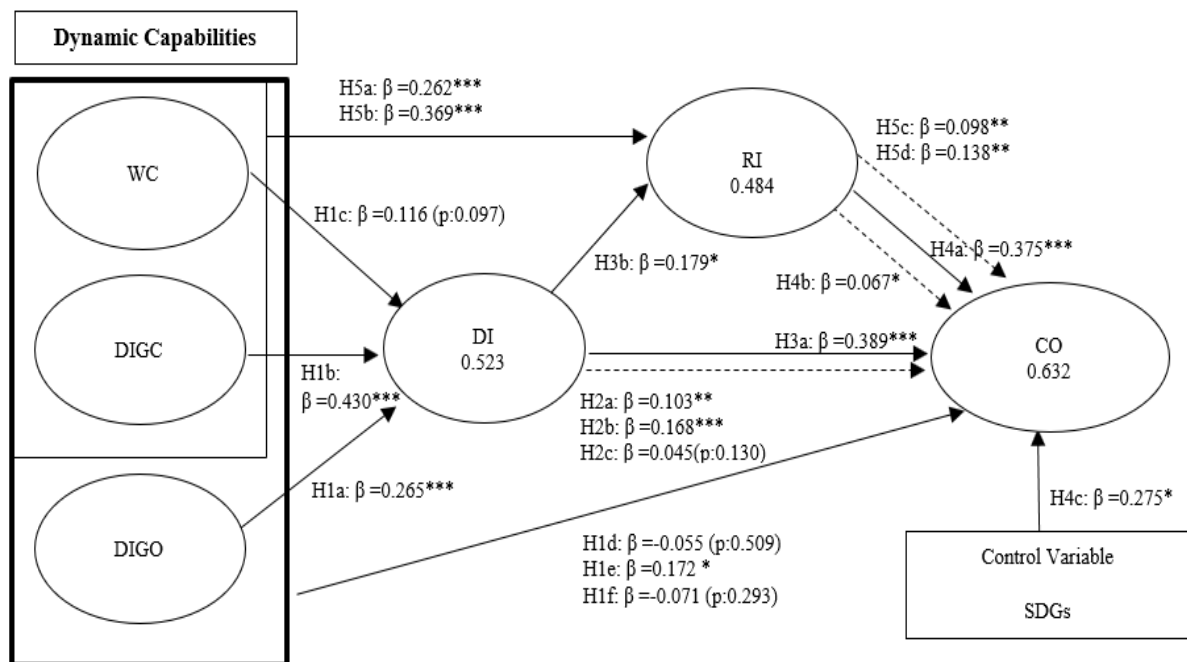 Dynamic Capabilities
H5a: β =0.262***
H5b: β =0.369***
WC
RI
0.484
H5c: β =0.098**
H5d: β =0.138**
H1c: β =0.116 (p:0.097)
H3b: β =0.179*
H4a: β =0.375***
H4b: β =0.067*
DIGC
DI
0.523
H3a: β =0.389***
CO
0.632
H1b:
β =0.430***
H2a: β =0.103**
H2b: β =0.168***
H2c: β =0.045(p:0.130)
H1a: β =0.265***
DIGO
H4c: β =0.275*
H1d: β =-0.055 (p:0.509)
H1e: β =0.172 *
H1f: β =-0.071 (p:0.293)
Control Variable
SDGs